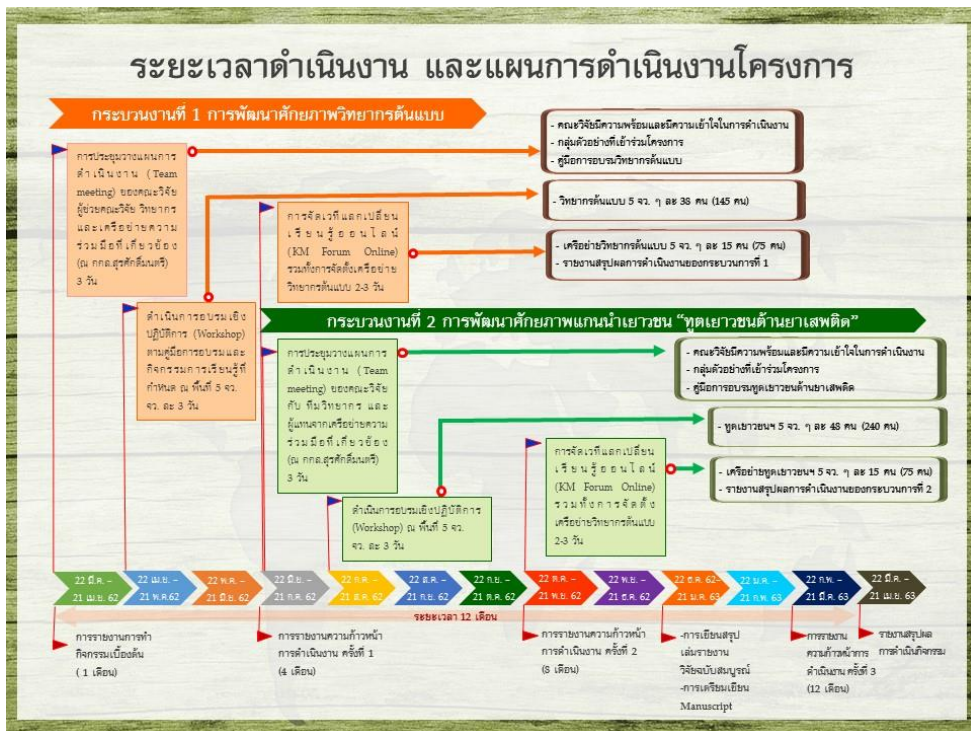 ระยะเวลาดำเนินงาน และแผนการดำเนินงานโครงการ
กระบวนงานที่ 1 การพัฒนาศักยภาพวิทยากรต้นแบบ
การประชุมวางแผนการ
ดำเนินงาน (Team
meeting) ของคณะวิจัย
ผู้ช่วยคณะวิจัย วิทยากร
และเครือข่ายความ
ร่วมมือที่เกี่ยวข้อง
(ณ กกล.สุรศักดิ์มนตรี)
3 วัน
- คณะวิจัยมีความพร้อมและมีความเข้าใจในการดำเนินงาน
- กลุ่มตัวอย่างที่เข้าร่วมโครงการ
- คู่มือการอบรมวิทยากรต้นแบบ
ดำเนินการอบรมเชิง
ปฏิบัติการ (Workshop)
ตามคู่มือการอบรมและ
กิจกรรมการเรียนรู้ที่
กำหนด ณ พื้นที่ 5 จว.
จว. ละ 3 วัน
- วิทยากรต้นแบบ 5 จว. ๆ ละ 38 คน (145 คน)
การจัดเวทีแลกเปลี่ยน
เรียนรู้ออนไลน์
(KM Forum Online)
รวมทั้งการจัดตั้งเครือข่าย
วิทยากรต้นแบบ 2-3 วัน
- เครือข่ายวิทยากรต้นแบบ 5 จว. ๆ ละ 15 คน (75 คน)
- รายงานสรุปผลการดำเนินงานของกระบวนการที่ 1
กระบวนงานที่ 2 การพัฒนาศักยภาพแกนนำเยาวชน “ทูตเยาวชนด้านยาเสพติด”
การประชุมวางแผนการ
ดำเนินงาน (Team
meeting) ของคณะวิจัย
กับ ทีมวิทยากร และ
ผู้แทนจากเครือข่ายความ
ร่วมมือที่เกี่ยวข้อง
(ณ กกล.สุรศักดิ์มนตรี)
3 วัน
- คณะวิจัยมีความพร้อมและมีความเข้าใจในการดำเนินงาน
- กลุ่มตัวอย่างที่เข้าร่วมโครงการ
- คู่มือการอบรมทูตเยาวชนด้านยาเสพติด
ดำเนินการอบรมเชิงปฏิบัติการ
(Workshop) ณ พื้นที่ 5 จว.
จว. ละ 3 วัน
- ทูตเยาวชนฯ 5 จว. ๆ ละ 48 คน (240 คน)
การจัดเวทีแลกเปลี่ยน
เรียนรู้ออนไลน์
(KM Forum Online)
รวมทั้งการจัดตั้ง
เครือข่ายวิทยากรต้นแบบ
2-3 วัน
- เครือข่ายทูตเยาวชนฯ 5 จว. ๆ ละ 15 คน (75 คน)
- รายงานสรุปผลการดำเนินงานของกระบวนการที่ 2
22 มี.ค. –
21 เม.ย. 62
22 เม.ย. –
21 พ.ค.62
22 พ.ค. –
21 มิ.ย. 62
22 มิ.ย. –
21 ก.ค. 62
22 ก.ค. –
21 ส.ค. 62
22 ส.ค. –
21 ก.ย. 62
22 ก.ย. –
21 ต.ค. 62
22 ต.ค. –
21 พ.ย. 62
22 พ.ย. –
21 ธ.ค. 62
22 ธ.ค. 62–
21 ม.ค. 63
22 ม.ค. –
21 ก.พ. 63
22 ก.พ. –
21 มี.ค. 63
22 มี.ค. –
21 เม.ย. 63
ระยะเวลา 12 เดือน
การรายงานการทำ
กิจกรรมเบื้องต้น
( 1 เดือน)
การรายงานความก้าวหน้า
การดำเนินงาน ครั้งที่ 1
(4 เดือน)
การรายงานความก้าวหน้า
การดำเนินงาน ครั้งที่ 2
(8 เดือน)
-การเขียนสรุป
เล่มรายงาน
วิจัยฉบับสมบูรณ์
-การเตรียมเขียน
Manuscript
การรายงาน
ความก้าวหน้าการ
ดำเนินงาน ครั้งที่ 3
(12 เดือน)
รายงานสรุปผล
การดำเนินกิจกรรม